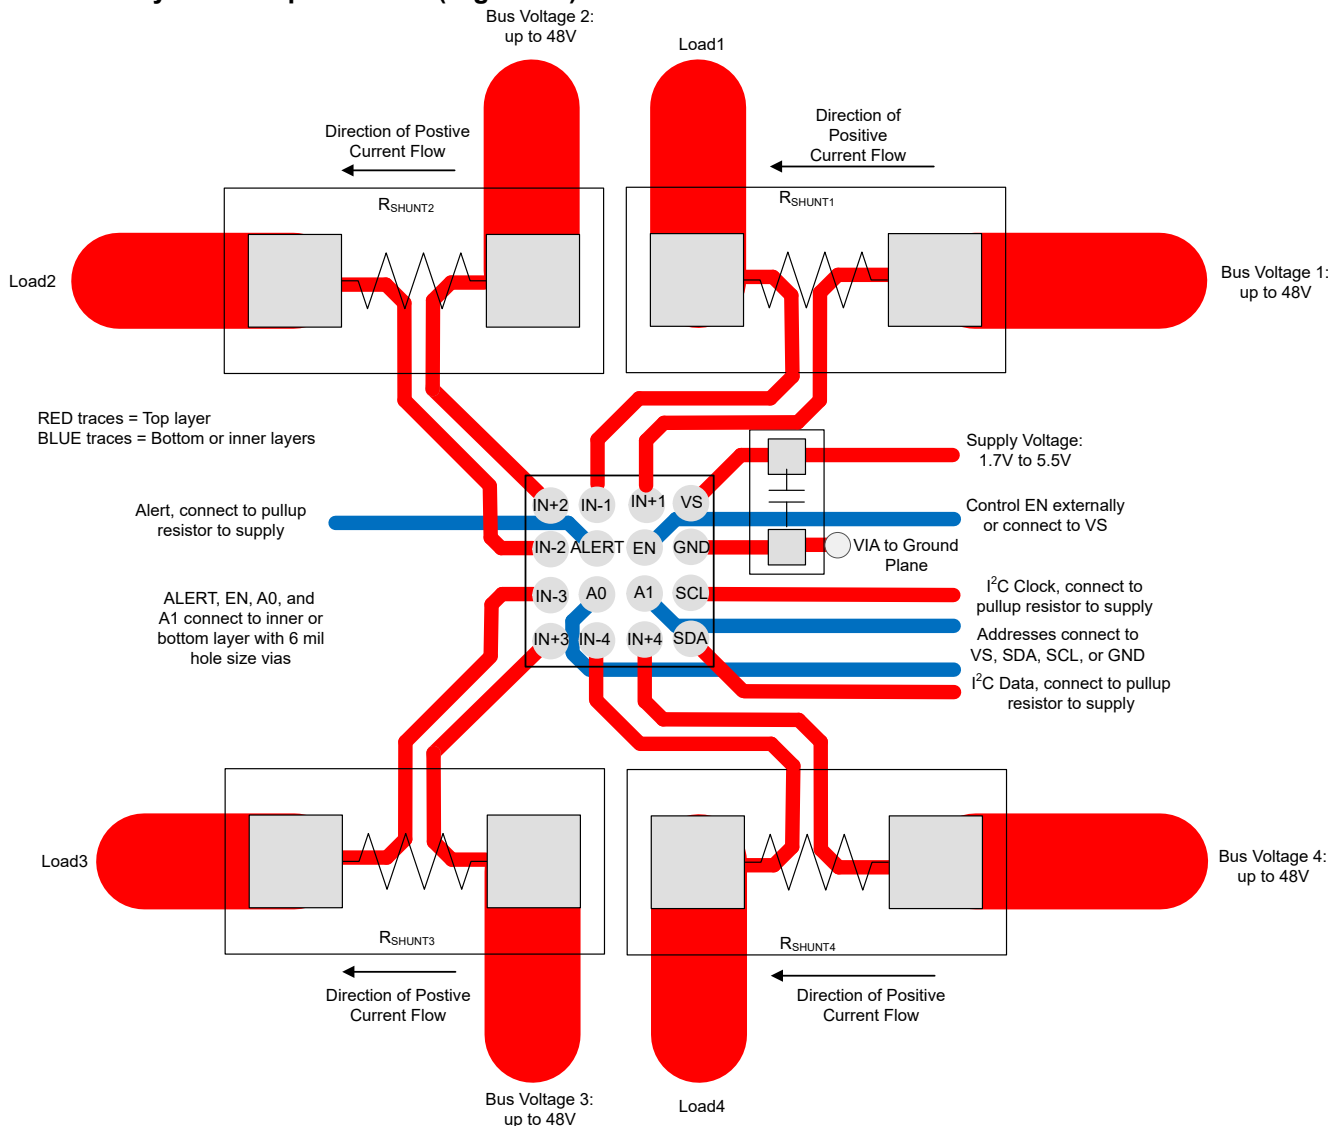 Bus Voltage 2:
up to 48V
Load1
Direction of Postive
Current Flow
Direction of
Positive
Current Flow
RSHUNT2
RSHUNT1
Load2
Bus Voltage 1:
up to 48V
RED traces = Top layer
BLUE traces = Bottom or inner layers
Supply Voltage:
1.7V to 5.5V
Alert, connect to pullup
resistor to supply
Control EN externally
or connect to VS
IN+2 IN-1 IN+1 VS
IN-2 ALERT EN GND
VIA to Ground
Plane
ALERT, EN, A0, and
A1 connect to inner or
bottom layer with 6 mil
hole size vias
IN-3 A0 A1 SCL
IN+3 IN-4 IN+4 SDA
I2C Clock, connect to
pullup resistor to supply
Addresses connect to
VS, SDA, SCL, or GND
I2C Data, connect to pullup
resistor to supply
Load3
Bus Voltage 4:
up to 48V
RSHUNT3
RSHUNT4
Direction of Postive
Current Flow
Direction of Positive
Current Flow
Bus Voltage 3:
up to 48V
Load4